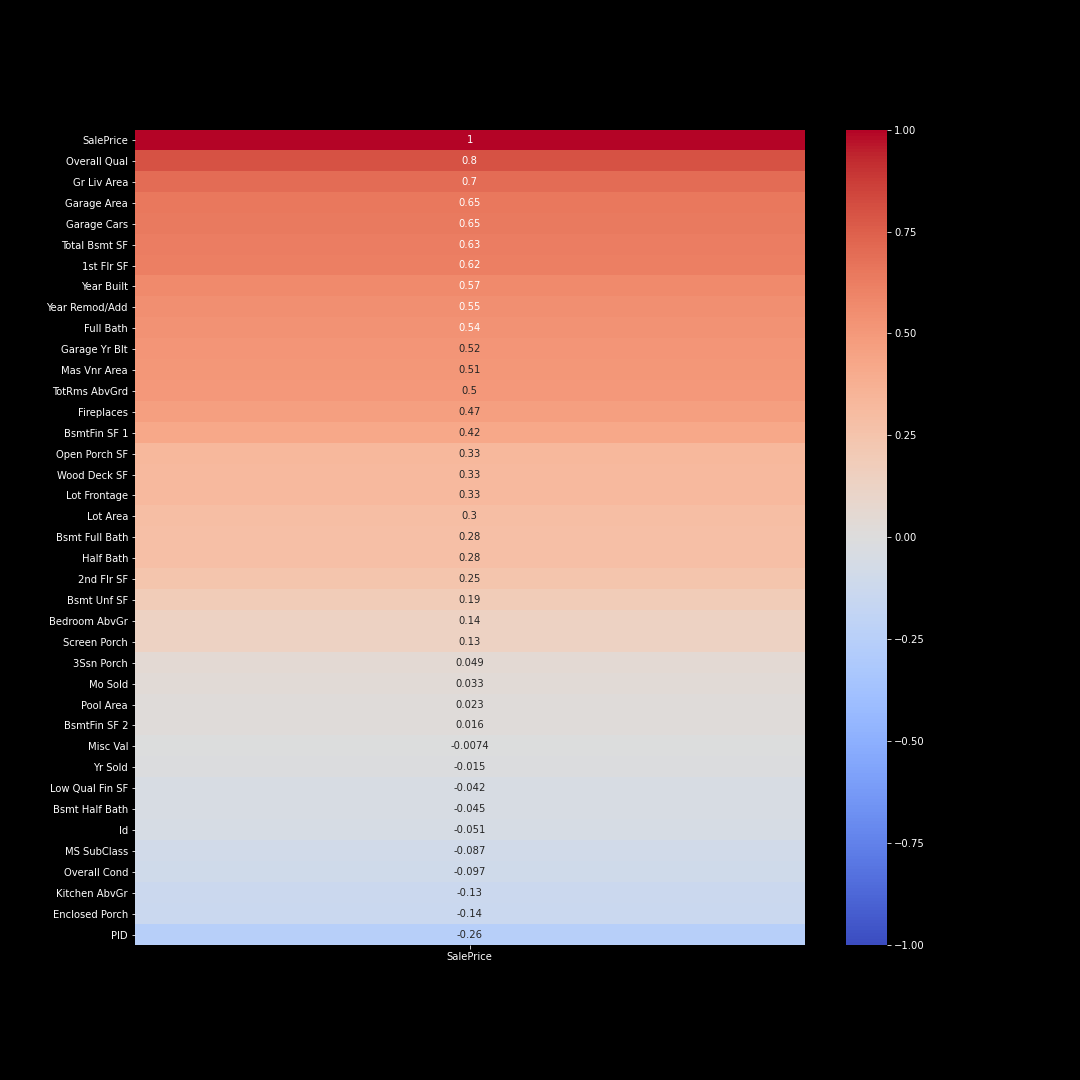 SalePrice 1
Overall Qual 0.8
Gr Liv Area 0.7
Garage Area 0.65
Garage Cars 0.65
Total Bsmt SF 0.63
1st Flr SF 0.62
Year Built 0.57
Year Remod/Add 0.55
Full Bath 0.54
Garage Yr Blt 0.52
Mas Vnr Area 0.51
TotRms AbvGrd 0.5
Fireplaces 0.47
BsmtFin SF 1 0.42
Open Porch SF 0.33
Wood Deck SF 0.33
Lot Frontage 0.33
Lot Area 0.3
Bsmt Full Bath 0.28
Half Bath 0.28
2nd Flr SF 0.25
Bsmt Unf SF 0.19
Bedroom AbvGr 0.14
Screen Porch 0.13
3Ssn Porch 0.049
Mo Sold 0.033
Pool Area 0.023
BsmtFin SF 2 0.016
Misc Val -0.0074
Yr Sold -0.015
Low Qual Fin SF -0.042
Bsmt Half Bath -0.045
Id -0.051
MS SubClass -0.087
Overall Cond -0.097
Kitchen AbvGr -0.13
Enclosed Porch -0.14
PID -0.26
SalePrice
1.00
0.75
0.50
0.25
0.00
−0.25
−0.50
−0.75
−1.00